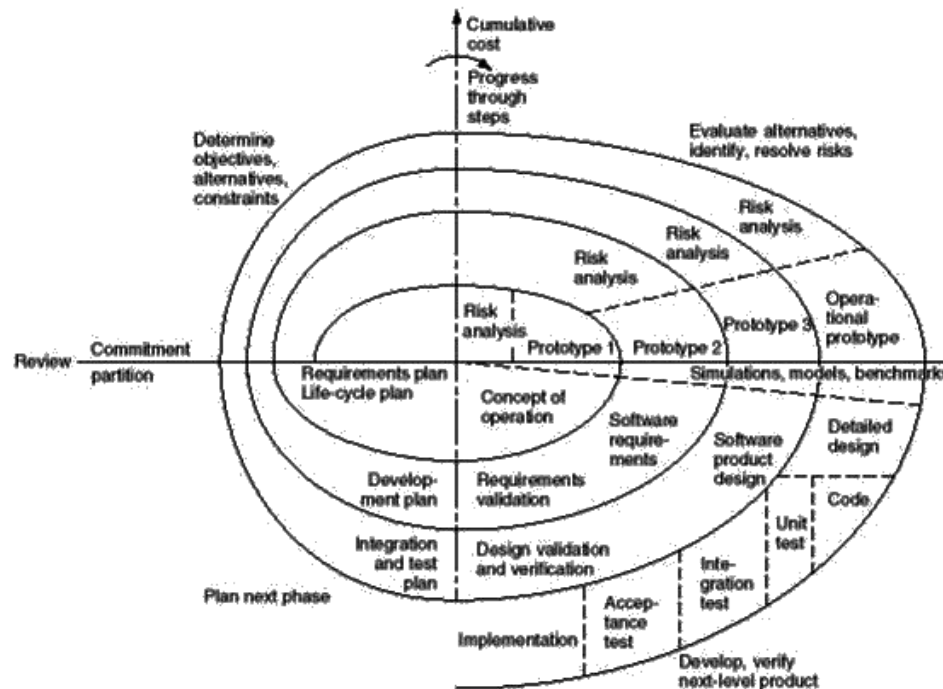 Cumulative
cost
Progress
through
steps
Determine
objectives,
alternatives,
constraints
Evaluate alternatives,
identify, resolve risks
Risk
analysis
Risk
analysis
Risk
analysis
Risk
analysis
Opera-
tional
prototype
Prototype 3
Prototype 2
Prototype 1
Review
Commitment
partition
Requirements plan
Life-cycle plan
Simulations, models, benchmarks
Concept of
operation
Software
require-
ments
Software
product
design
Detailed
design
Develop-
ment plan
Requirements
validation
Code
Unit
test
Integration
and test
plan
Design validation
and verification
Inte-
gration
test
Plan next phase
Accep-
tance
test
Implementation
Develop, verify
next-level product